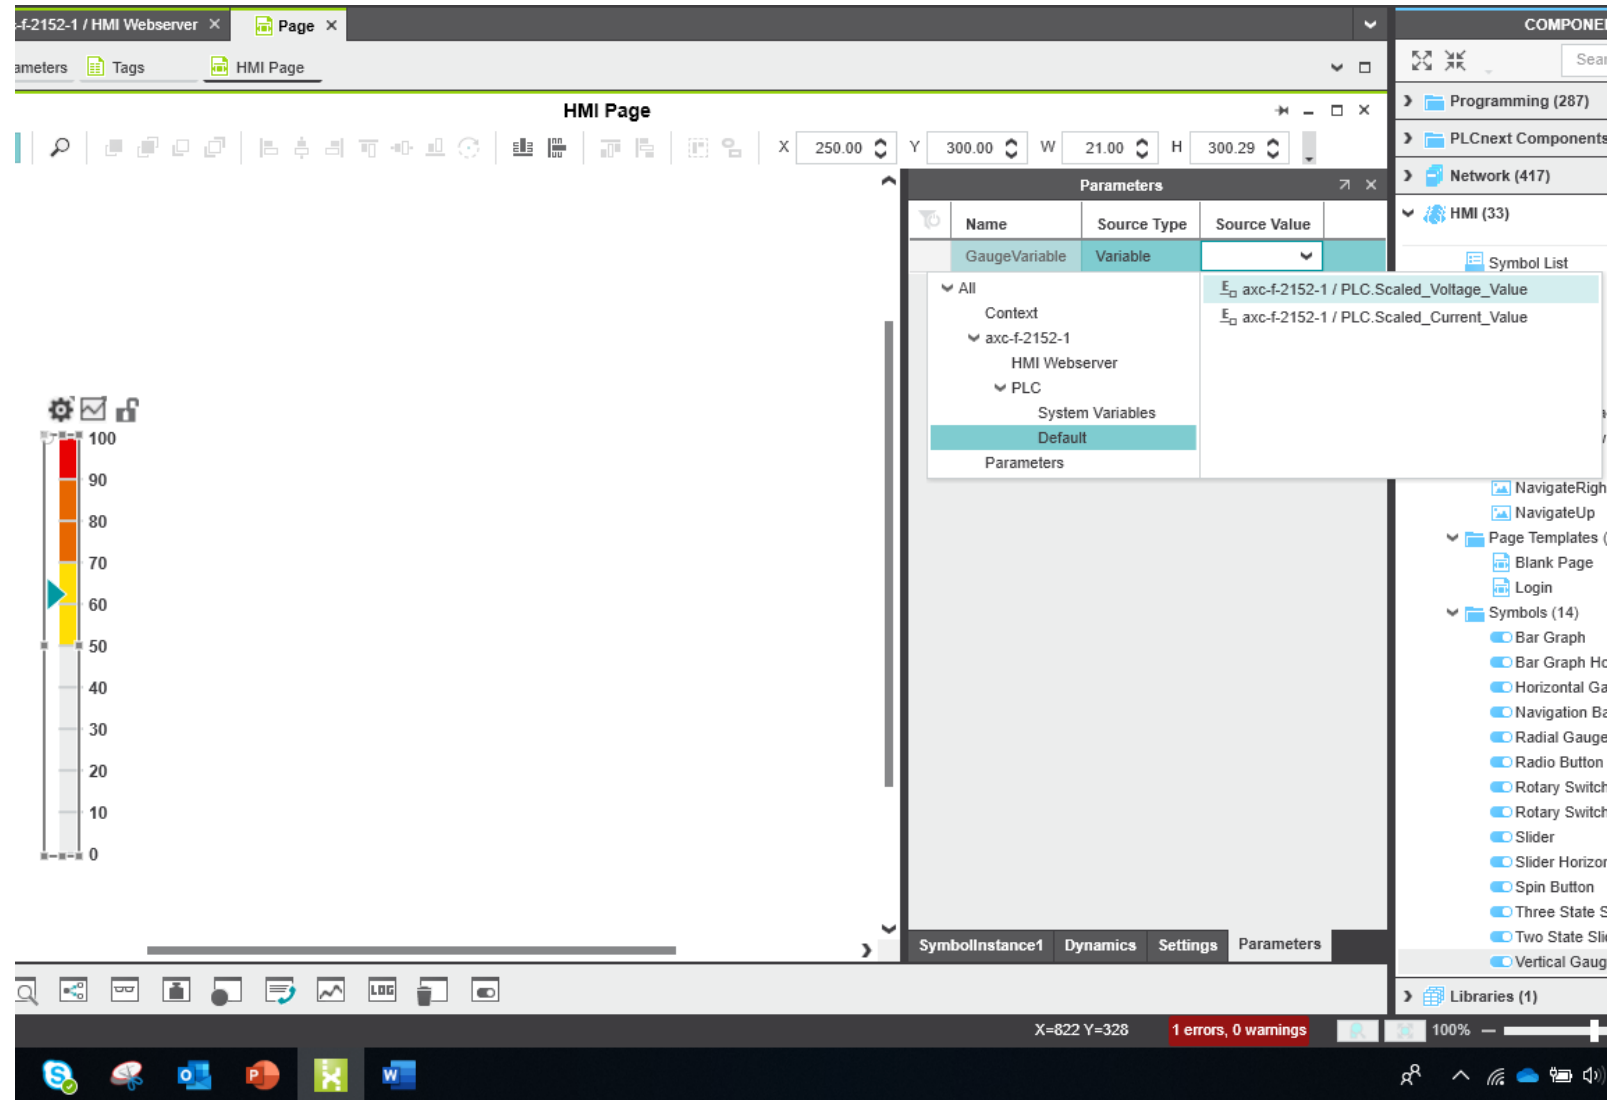 -f-2152-1 / HMI Webserver
Page
COMPONE
ameters
Tags
HMI Page
Sear
HMI Page
X 250.00 Y 300.00 W 21.00 H 300.29
Programming (287)
PLCnext Components
Network (417)
HMI (33)
Symbol List
Parameters
Name Source Type Source Value
GaugeVariable Variable
All
Context
axc-f-2152-1
HMI Webserver
PLC
System Variables
Default
Parameters
axc-f-2152-1 / PLC.Scaled_Voltage_Value
axc-f-2152-1 / PLC.Scaled_Current_Value
100
90
80
70
60
50
40
30
20
10
0
NavigateRigh
NavigateUp
Page Templates (
Blank Page
Login
Symbols (14)
Bar Graph
Bar Graph Ho
Horizontal Ga
Navigation Ba
Radial Gauge
Radio Button
Rotary Switch
Rotary Switch
Slider
Slider Horizon
Spin Button
Three State S
Two State Slid
Vertical Gaug
Libraries (1)
SymbolInstance1 Dynamics Settings Parameters
LOG
X=822 Y=328 1 errors, 0 warnings 100%